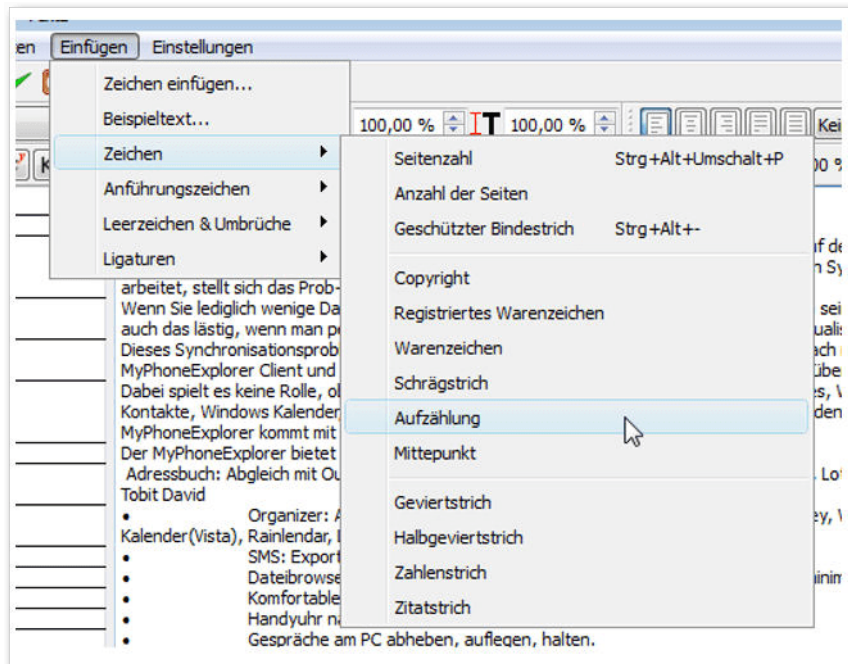 Einfügen Einstellungen
Zeichen einfügen...
Beispieltext...
100,00 % 100,00 %
Zeichen
Anführungszeichen
Leerzeichen & Umbrüche
Ligaturen
Seitenzahl Strg+Alt+Umschalt+P
Anzahl der Seiten
Geschützter Bindestrich Strg+Alt+-
Copyright
Registriertes Warenzeichen
Warenzeichen
Schrägstrich
Aufzählung
Mittepunkt
Geviertstrich
Halbgeviertstrich
Zahlenstrich
Zitatstrich
arbeitet, stellt sich das Prob-
Wenn Sie lediglich wenige Da
auch das lästig, wenn man pe
Dieses Synchronisationsprob
MyPhoneExplorer Client und
Dabei spielt es keine Rolle, ob
Kontakte, Windows Kalender,
MyPhoneExplorer kommt mit
Der MyPhoneExplorer bietet
Adressbuch: Abgleich mit Ou
Tobit David
• Organizer: A
Kalender(Vista), Rainlendar, L
• SMS: Export
• Dateibrowse
• Komfortable
• Handyuhr na
• Gespräche am PC abheben, auflegen, halten.